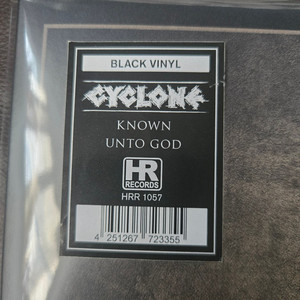 BLACK VINYL
CYCLONE
KNOWN
UNTO GOD
HR
RECORDS
HRR 1057
4 251267 723355